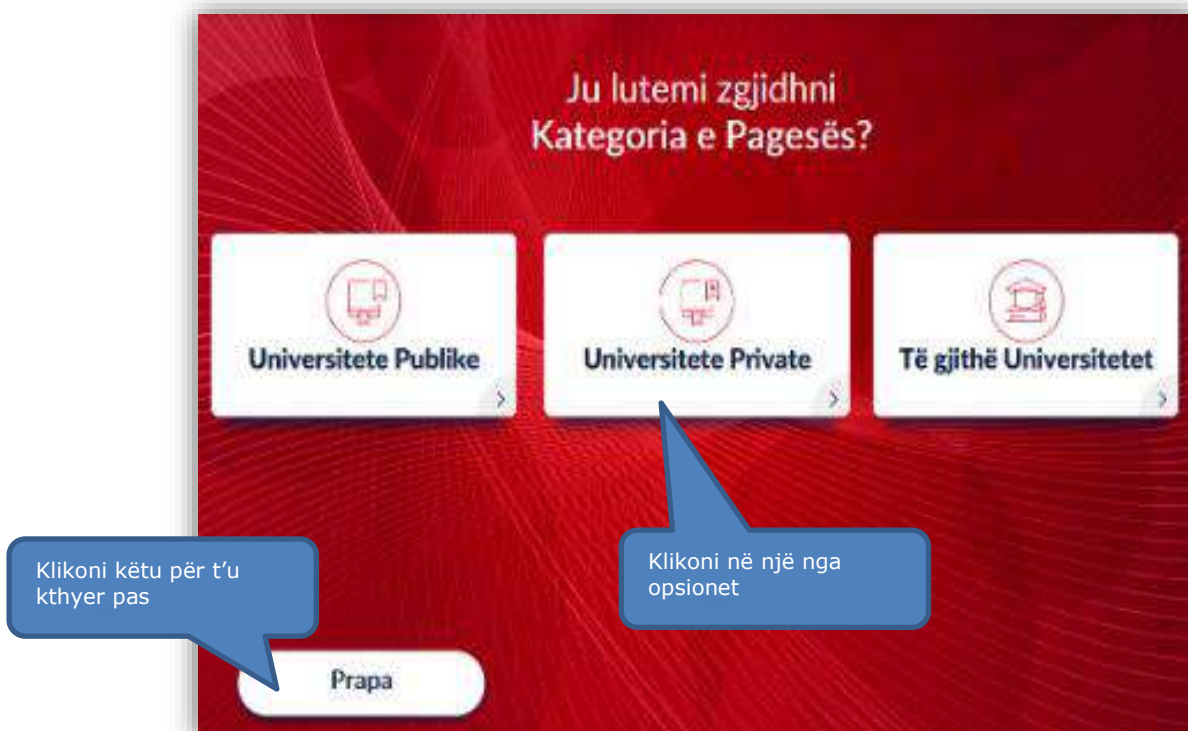 Ju lutemi zgjidhni
Kategoria e Pagesës?
Universitete Publike
Universitete Private
Të gjithë Universitetet
Klikoni këtu për t’u
kthyer pas
Klikoni në një nga
opsionet
Prapa